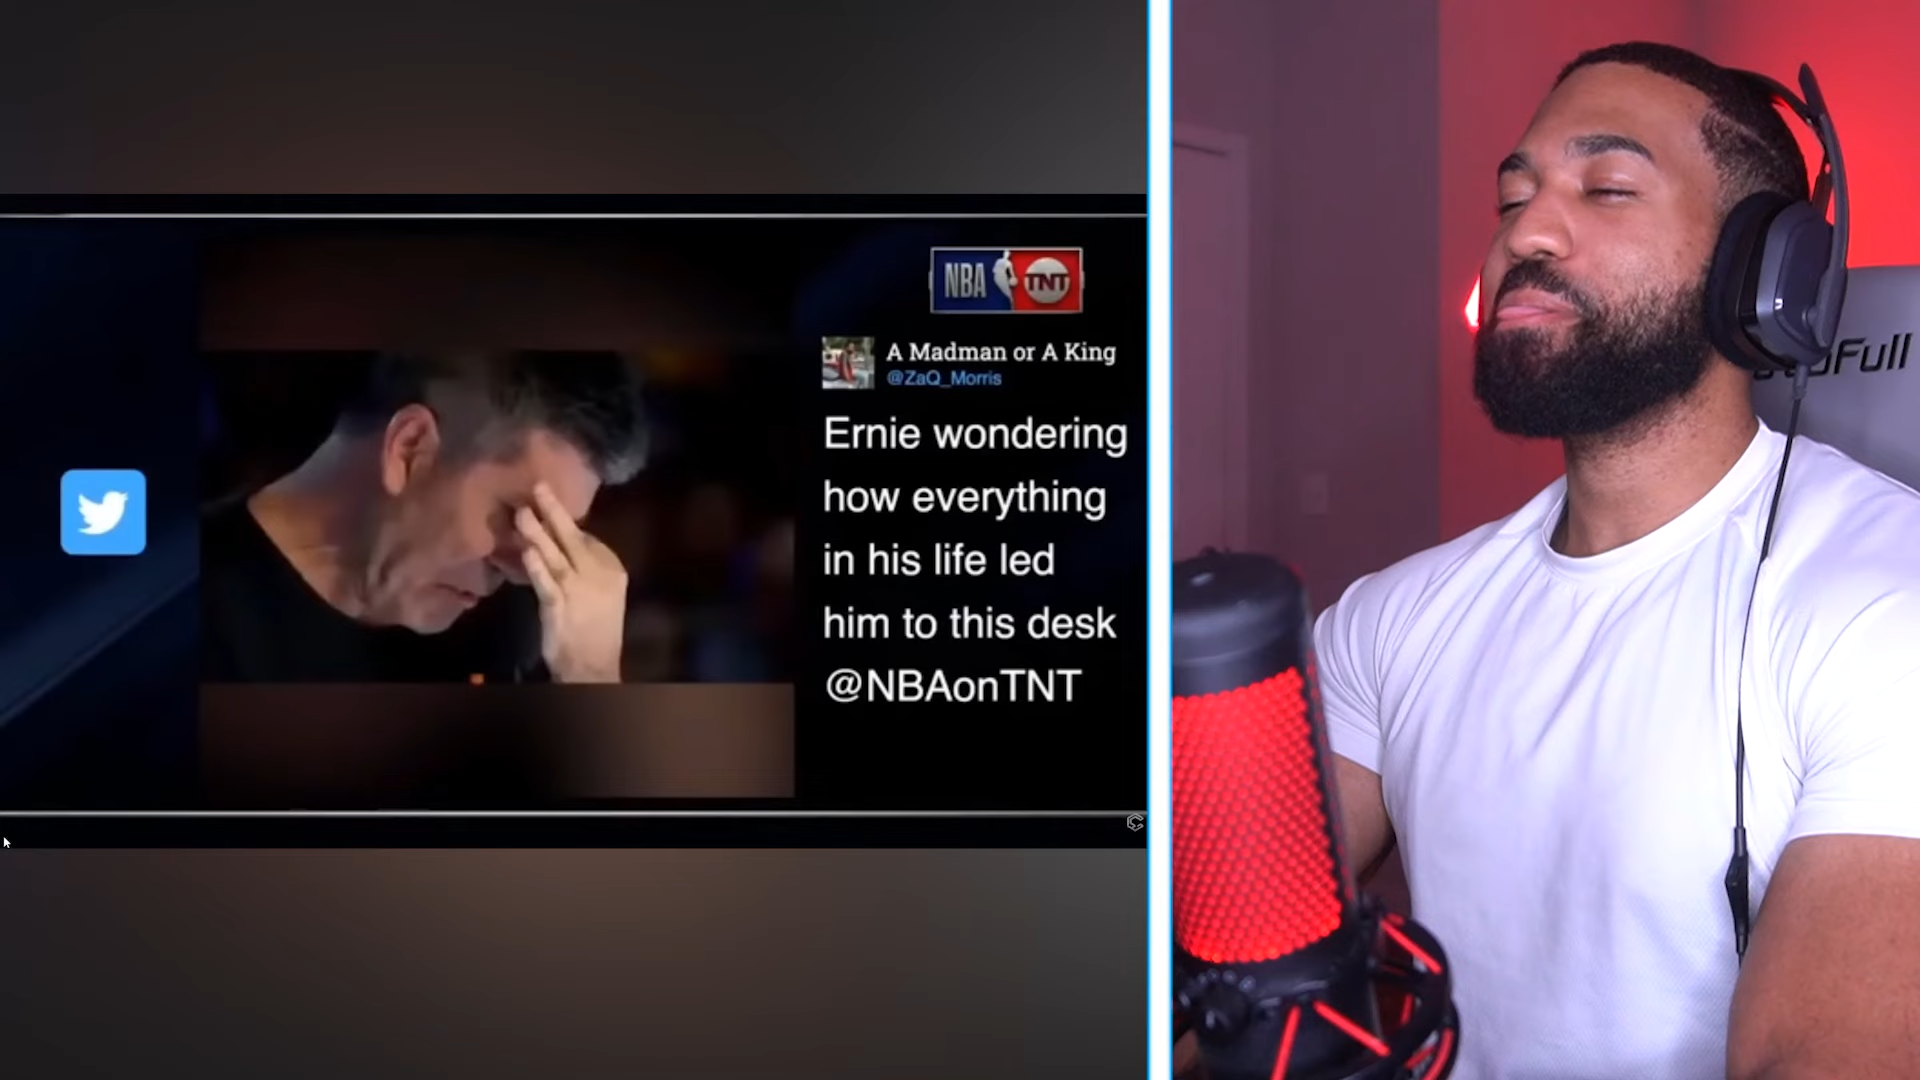 NBA TNT
A Madman or A King
@ZaQ_Morris
Ernie wondering
how everything
in his life led
him to this desk
@NBAonTNT
Full